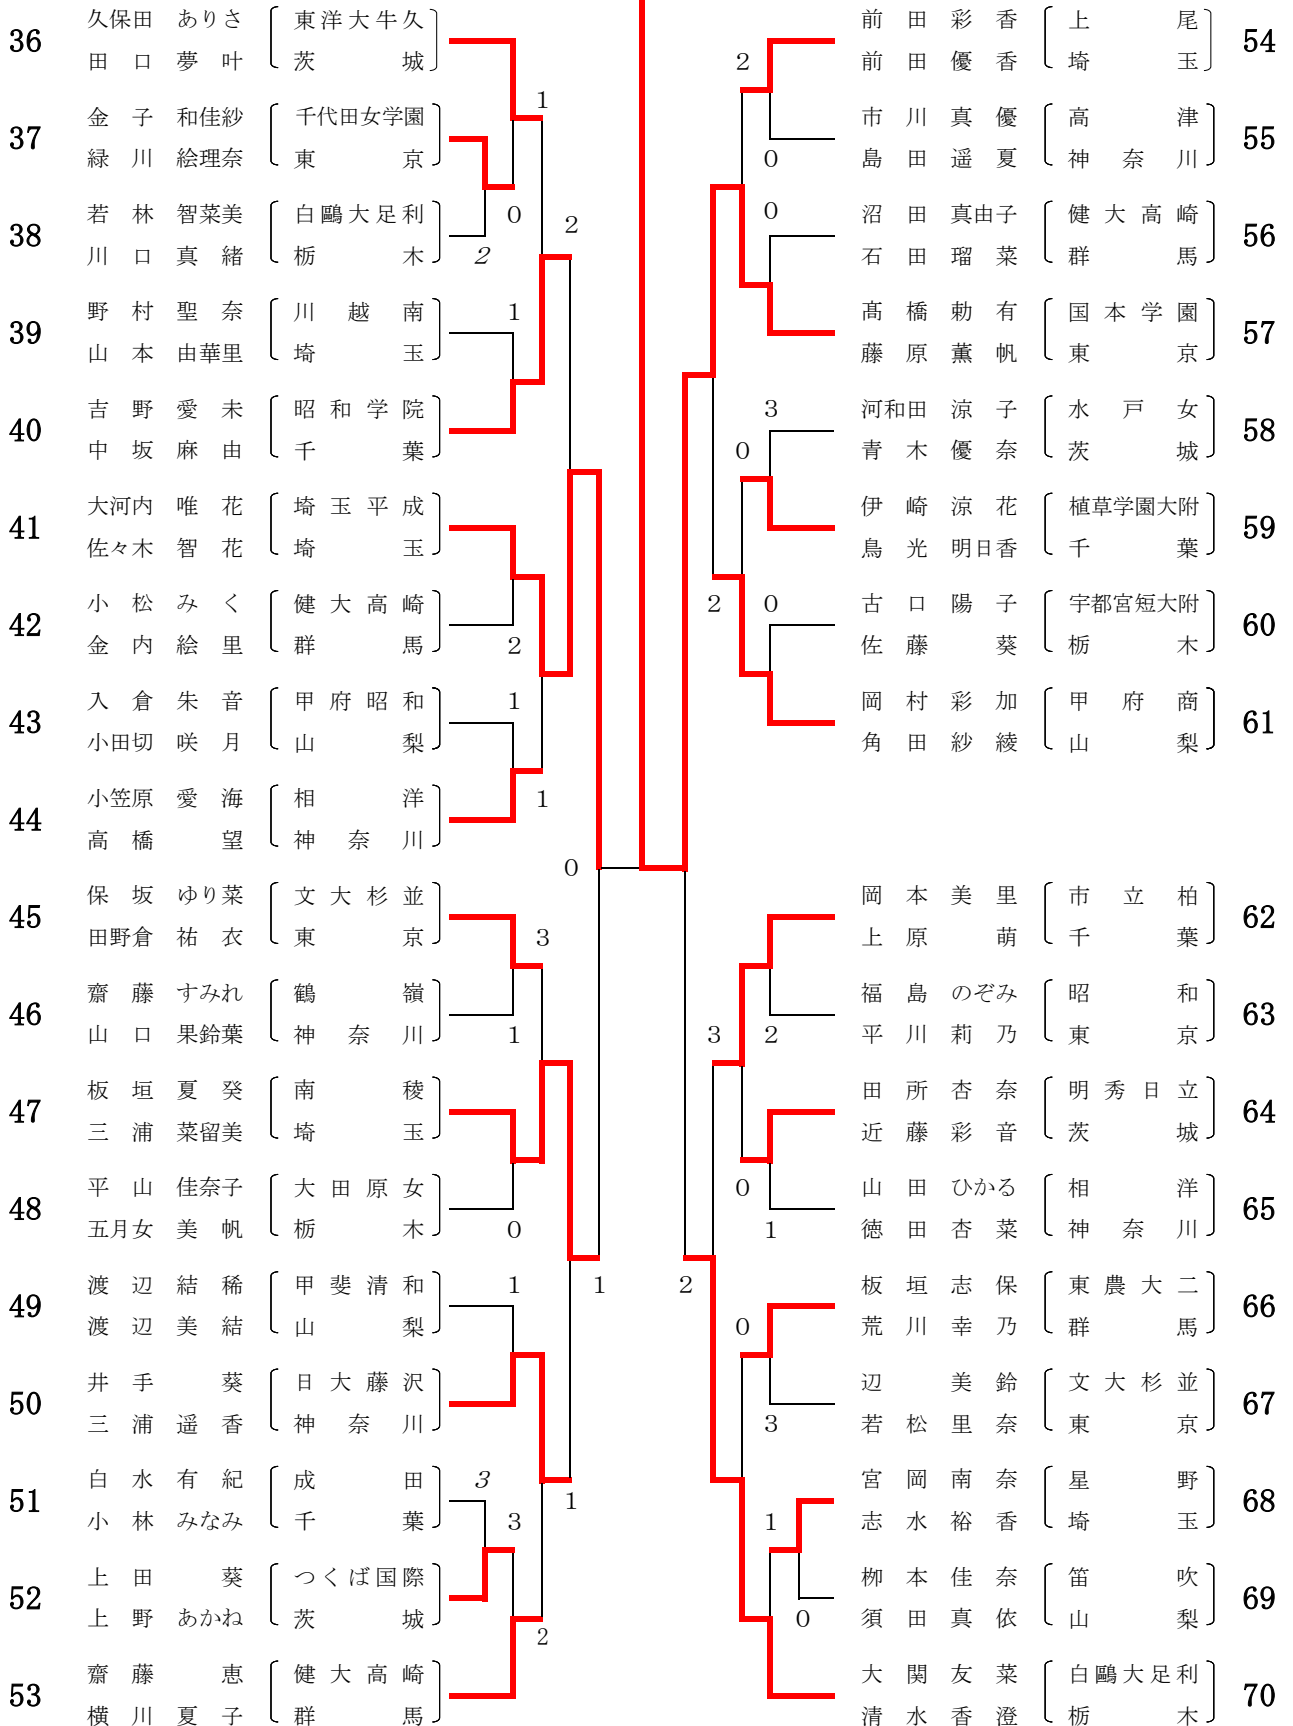 36 久保田 ありさ 東洋大牛久
田口夢叶 茨城
37 金子 和佳紗 千代田女学園
緑川 絵理奈 東京
38 若林 智菜美 白鷗大足利
川口真緒 栃木
39 野村聖奈 川越南
山本 由華里 埼玉
40 吉野愛未 昭和学院
中坂麻由 千葉
41 大河内 唯花 埼玉平成
佐々木 智花 埼玉
42 小松みく 健大高崎
金内絵里 群馬
43 入倉朱音 甲府昭和
小田切 咲月 山梨
44 小笠原 愛海 相洋
高橋 望 神奈川
45 保坂 ゆり菜 文大杉並
田野倉 祐衣 東京
46 齋藤 すみれ 鶴嶺
山口 果鈴葉 神奈川
47 板垣夏癸 南稜
三浦 菜留美 埼玉
48 平山 佳奈子 大田原女
五月女 美帆 栃木
49 渡辺結稀 甲斐清和
渡辺美結 山梨
50 井手 葵 日大藤沢
三浦遥香 神奈川
51 白水有紀 成田
小林 みなみ 千葉
52 上田 葵 つくば国際
上野 あかね 茨城
53 齋藤 恵 健大高崎
横川夏子 群馬
1
0
2
2
1
2
1
1
0
3
1
0
1
1
3
3
1
2
54 前田彩香 上尾
前田優香 埼玉
55 市川真優 高津
島田遥夏 神奈川
56 沼田 真由子 健大高崎
石田瑠菜 群馬
57 髙橋勅有 国本学園
藤原薫帆 東京
58 河和田 涼子 水戸女
青木優奈 茨城
59 伊崎涼花 植草学園大附
鳥光 明日香 千葉
60 古口陽子 宇都宮短大附
佐藤 葵 栃木
61 岡村彩加 甲府商
角田紗綾 山梨
62 岡本美里 市立柏
上原 萌 千葉
63 福島 のぞみ 昭和
平川莉乃 東京
64 田所杏奈 明秀日立
近藤彩音 茨城
65 山田 ひかる 相洋
徳田杏菜 神奈川
66 板垣志保 東農大二
荒川幸乃 群馬
67 辺 美鈴 文大杉並
若松里奈 東京
68 宮岡南奈 星野
志水裕香 埼玉
69 栁本佳奈 笛吹
須田真依 山梨
70 大関友菜 白鷗大足利
清水香澄 栃木
2
0
0
3
0
2
0
3
2
0
1
2
0
3
1
0